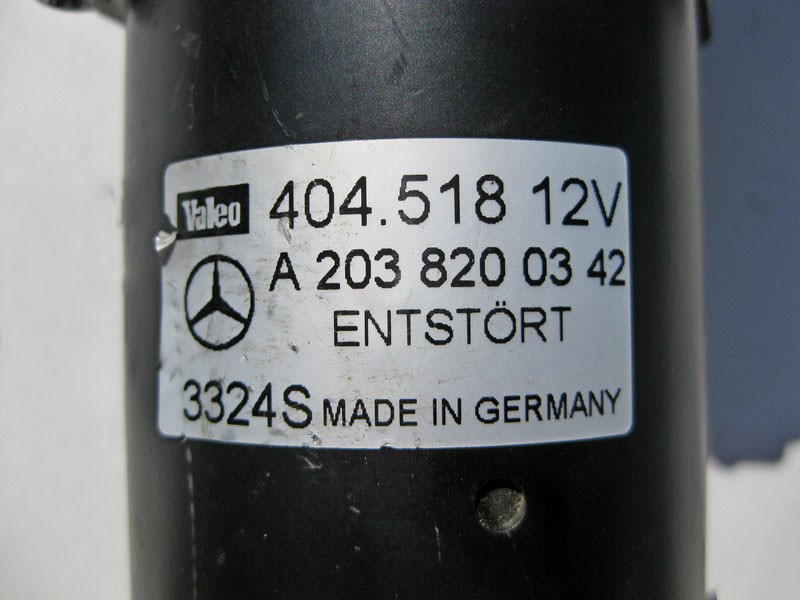 Valeo 404.518 12V
A 203 820 03 42
ENTSTÖRT
3324S MADE IN GERMANY